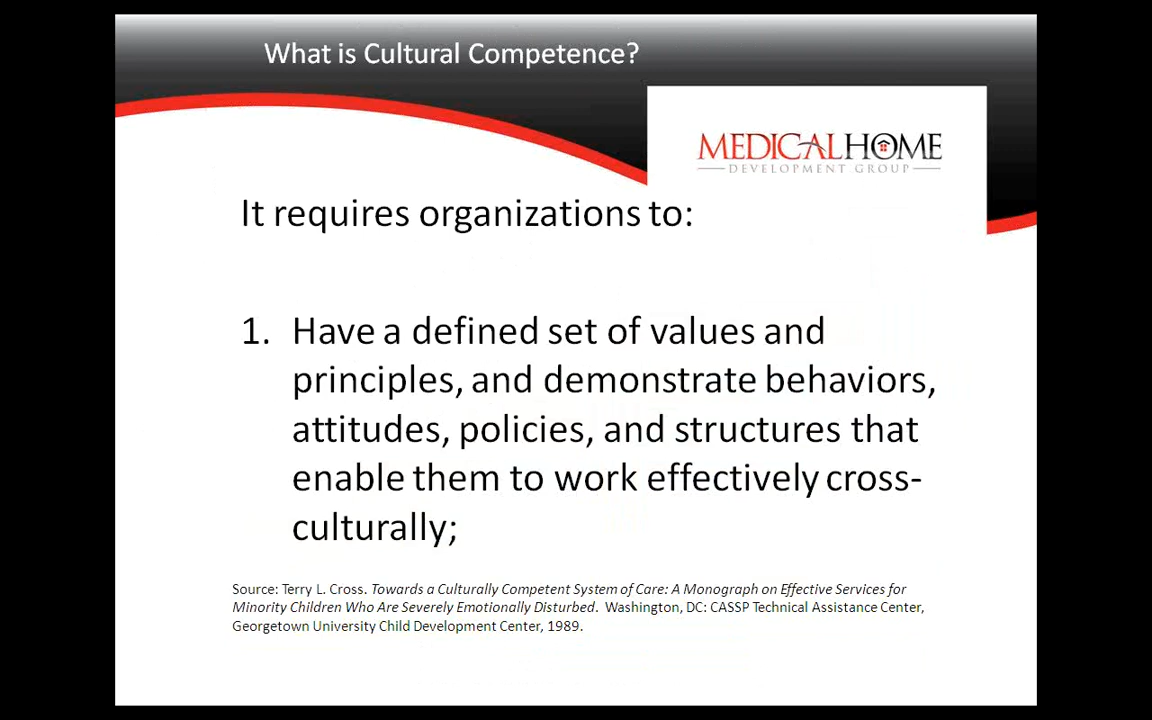 What is Cultural Competence?
MEDICALHOME
DEVELOPMENT GROUP
It requires organizations to:
1. Have a defined set of values and
principles, and demonstrate behaviors,
attitudes, policies, and structures that
enable them to work effectively cross-
culturally;
Source: Terry L. Cross. Towards a Culturally Competent System of Care: A Monograph on Effective Services for
Minority Children Who Are Severely Emotionally Disturbed. Washington, DC: CASSP Technical Assistance Center,
Georgetown University Child Development Center, 1989.